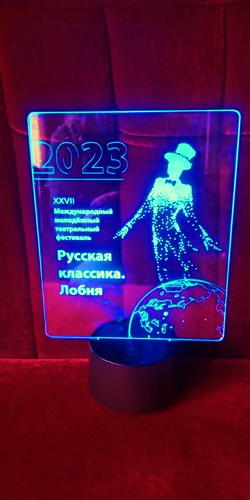 2023
XXVII
Международный
молодёжный
театральный
фестиваль
Русская
классика.
Лобня